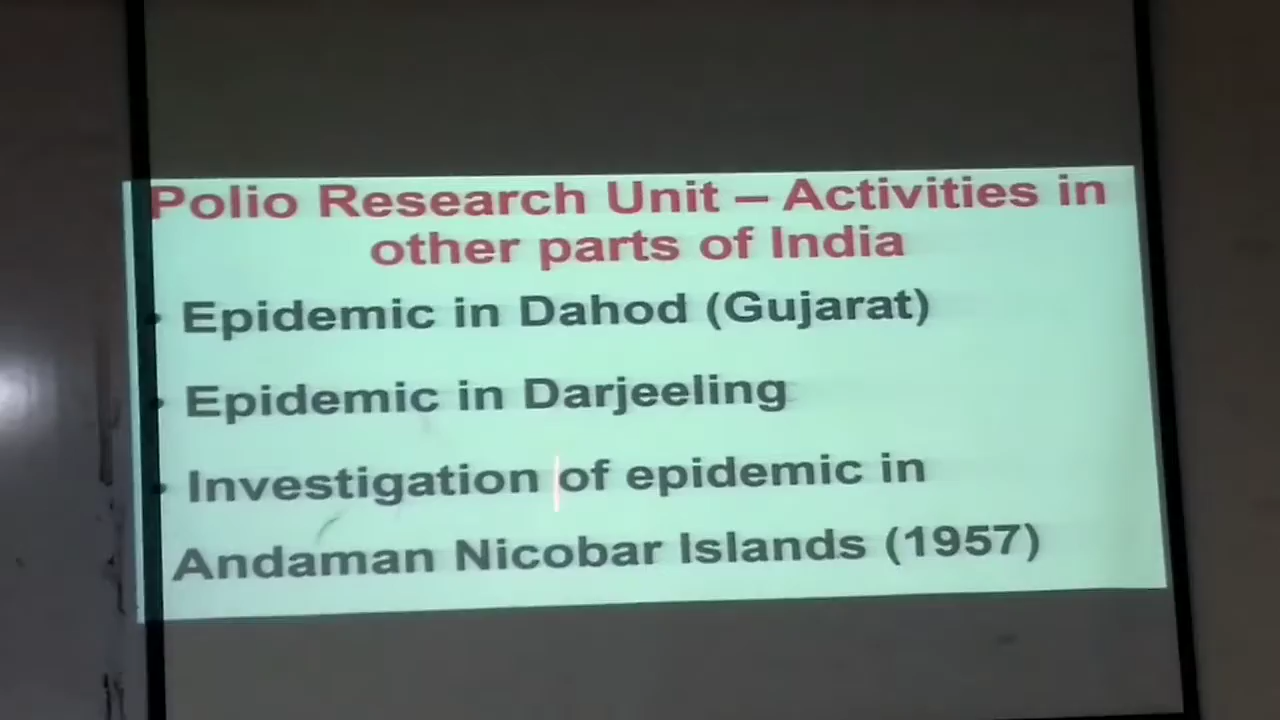 Polio Research Unit – Activities in
other parts of India
• Epidemic in Dahod (Gujarat)
• Epidemic in Darjeeling
• Investigation of epidemic in
Andaman Nicobar Islands (1957)